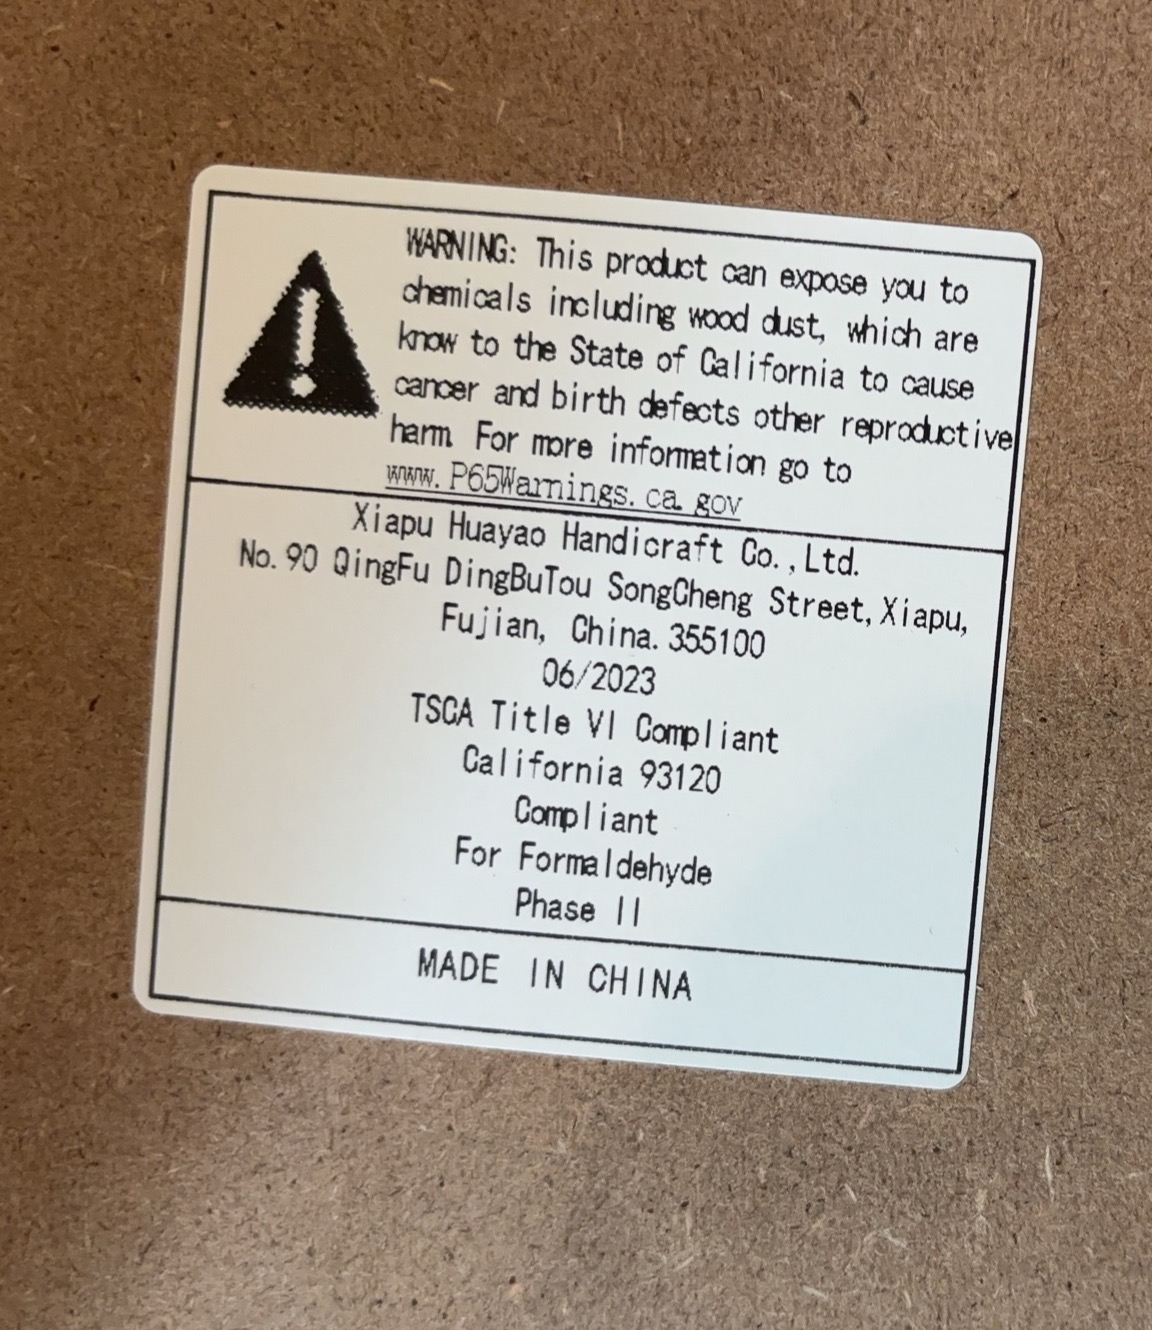 WARNING: This product can expose you to
chemicals including wood dust, which are
know to the State of California to cause
cancer and birth defects other reproductive
harm. For more information go to
www.P65Warnings.ca.gov
Xiapu Huayao Handicraft Co.,Ltd.
No.90 QingFu DingBuTou SongCheng Street,Xiapu,
Fujian, China.355100
06/2023
TSCA Title VI Compliant
California 93120
Compliant
For Formaldehyde
Phase II
MADE IN CHINA